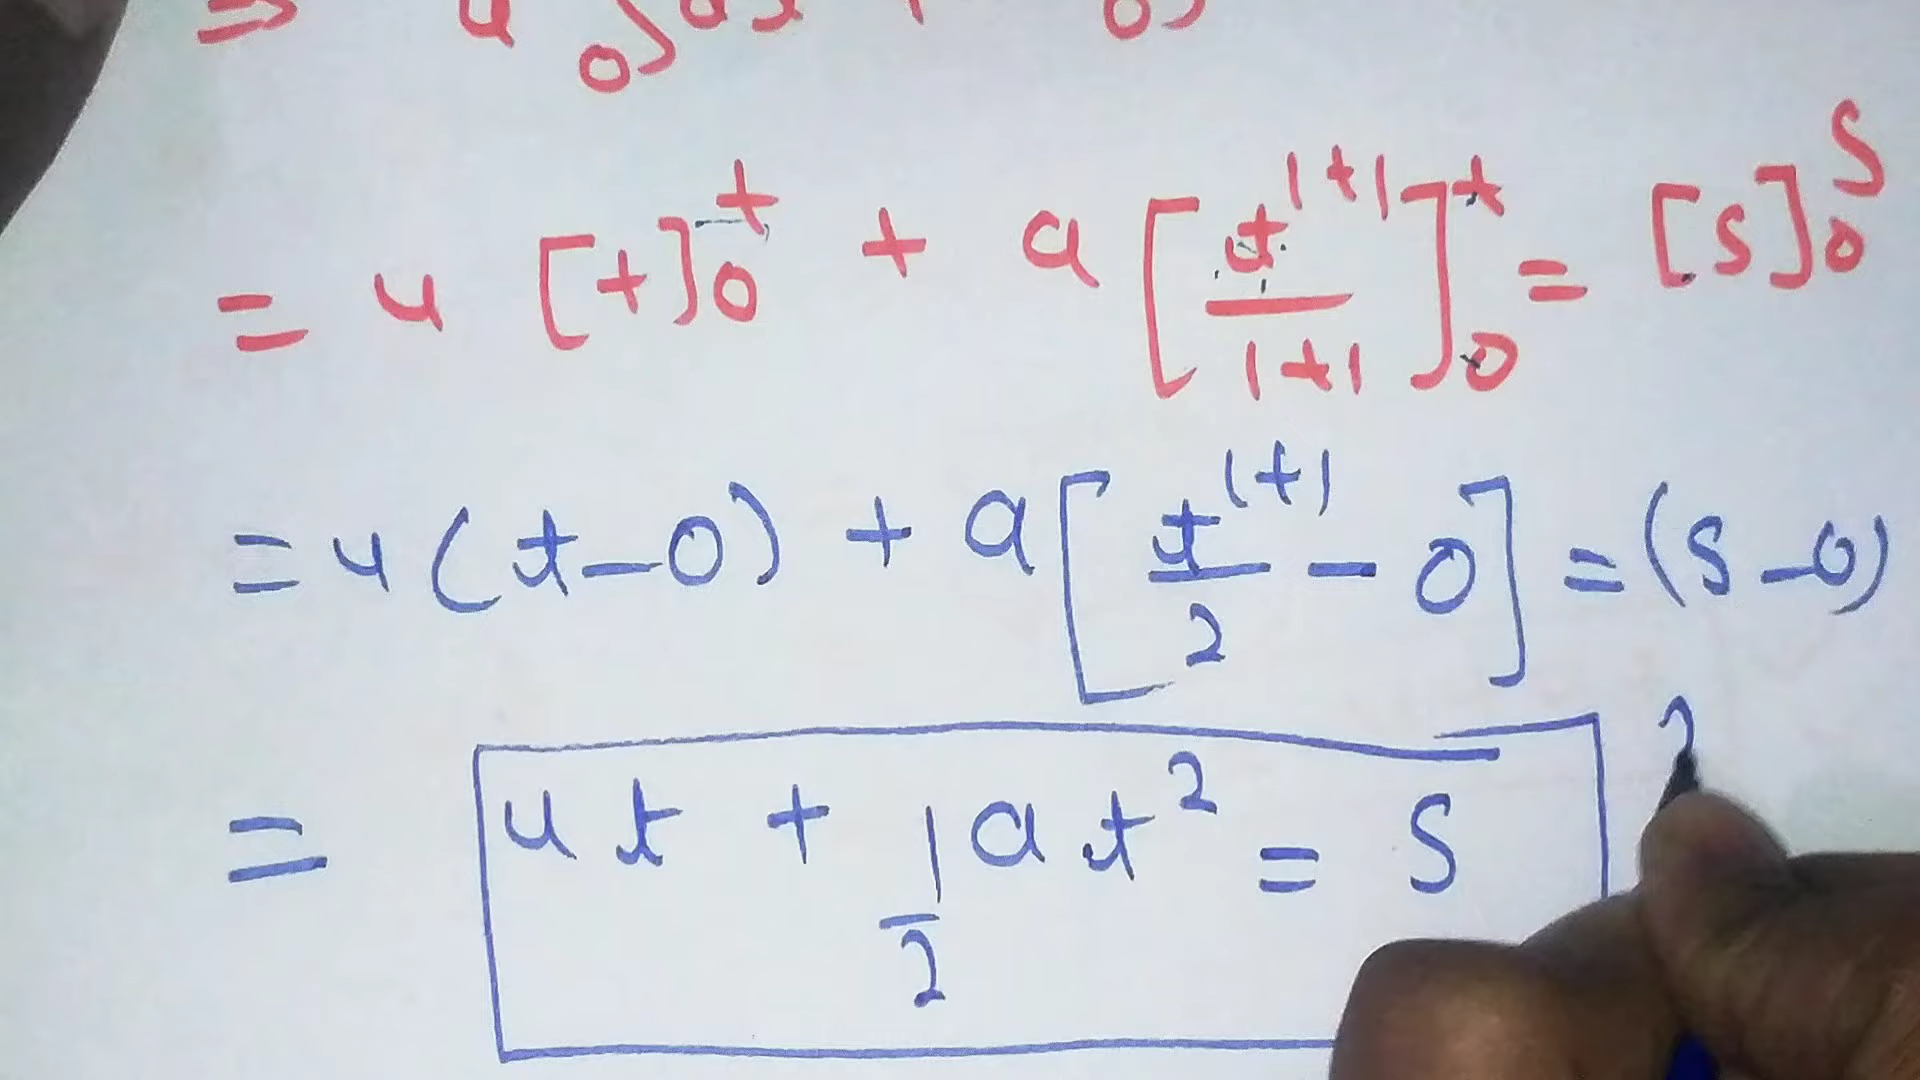 = u [t]₀ᵗ + a [t¹⁺¹/1+1]₀ᵗ = [s]₀ˢ
= u (t-0) + a [t¹⁺¹/2 - 0] = (s-0)
= ut + 1/2 at² = s